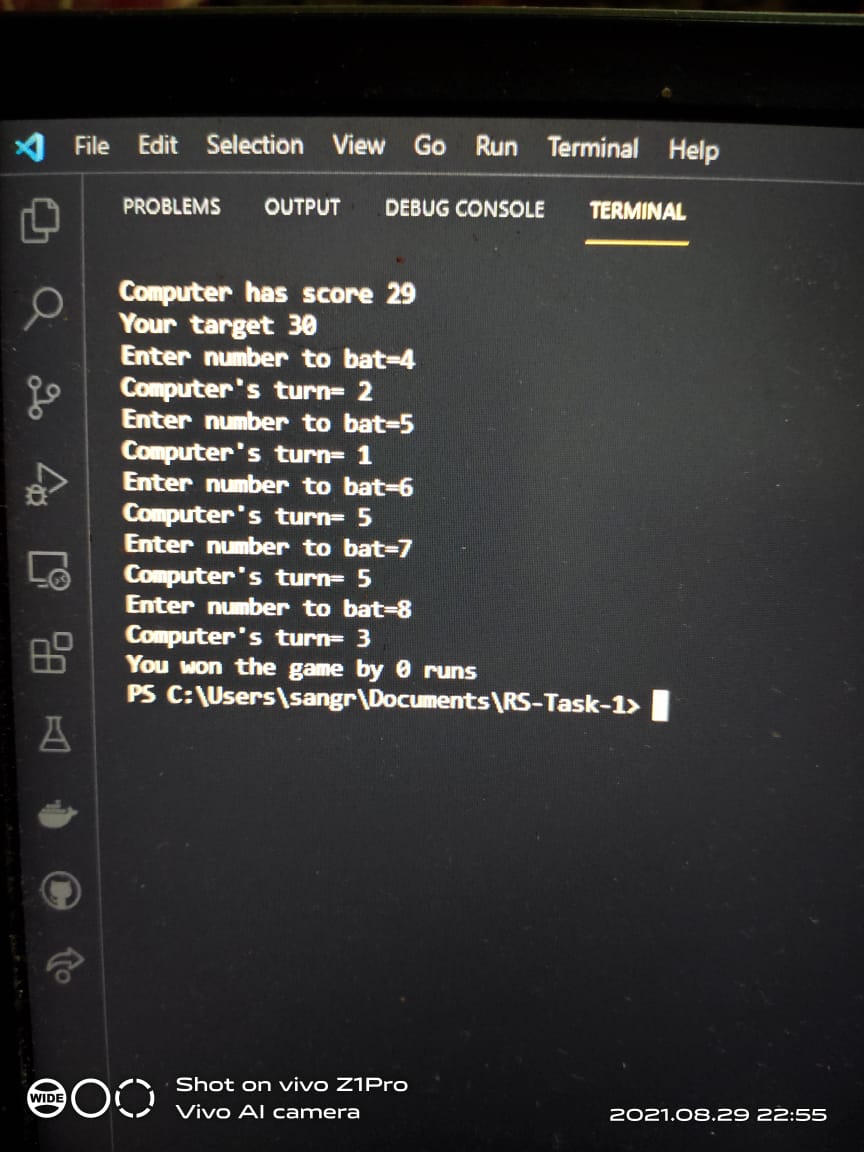 File Edit Selection View Go Run Terminal Help
PROBLEMS OUTPUT DEBUG CONSOLE TERMINAL
Computer has score 29
Your target 30
Enter number to bat=4
Computer's turn= 2
Enter number to bat=5
Computer's turn= 1
Enter number to bat=6
Computer's turn= 5
Enter number to bat=7
Computer's turn= 5
Enter number to bat=8
Computer's turn= 3
You won the game by 0 runs
PS C:\Users\sangr\Documents\RS-Task-1>
WIDE
Shot on vivo Z1Pro
Vivo AI camera
2021.08.29 22:55